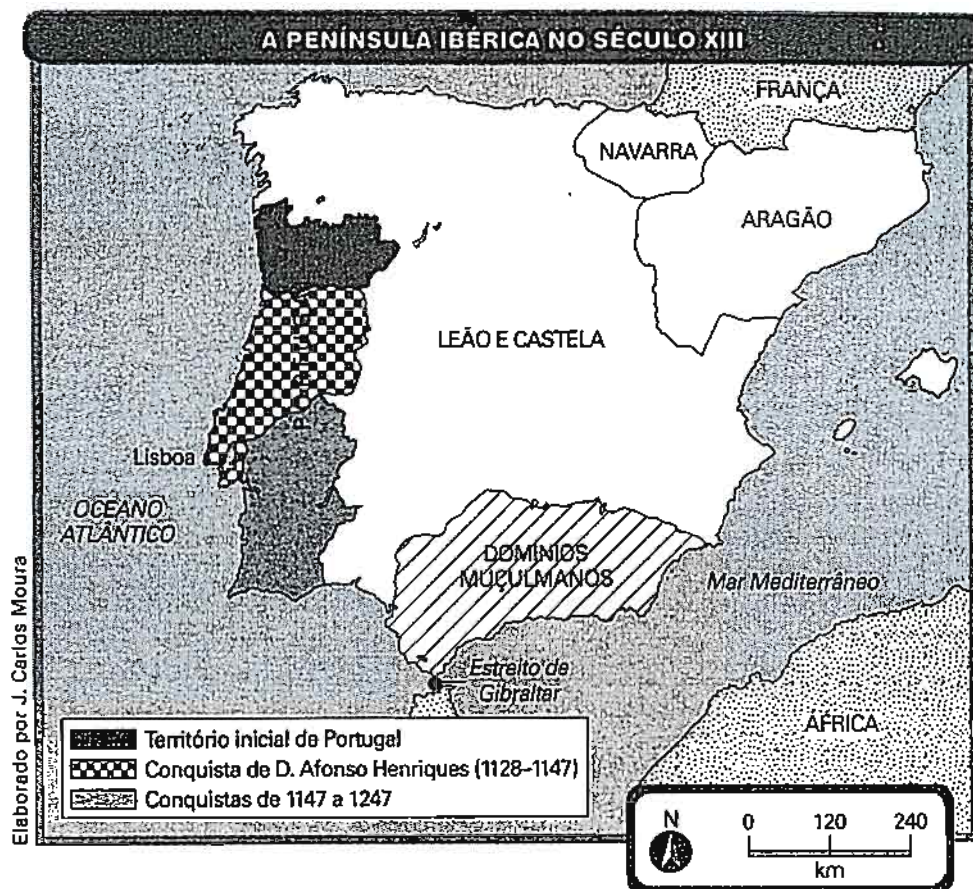 A PENÍNSULA IBÉRICA NO SÉCULO XIII
FRANÇA
NAVARRA
ARAGÃO
LEÃO E CASTELA
Lisboa
OCEANO
ATLÂNTICO
DOMÍNIOS
MUÇULMANOS
Mar Mediterrâneo
Estreito de
Gibraltar
ÁFRICA
Território inicial de Portugal
Conquista de D. Afonso Henriques (1128-1147)
Conquistas de 1147 a 1247
N
0 120 240
km
Elaborado por J. Carlos Moura